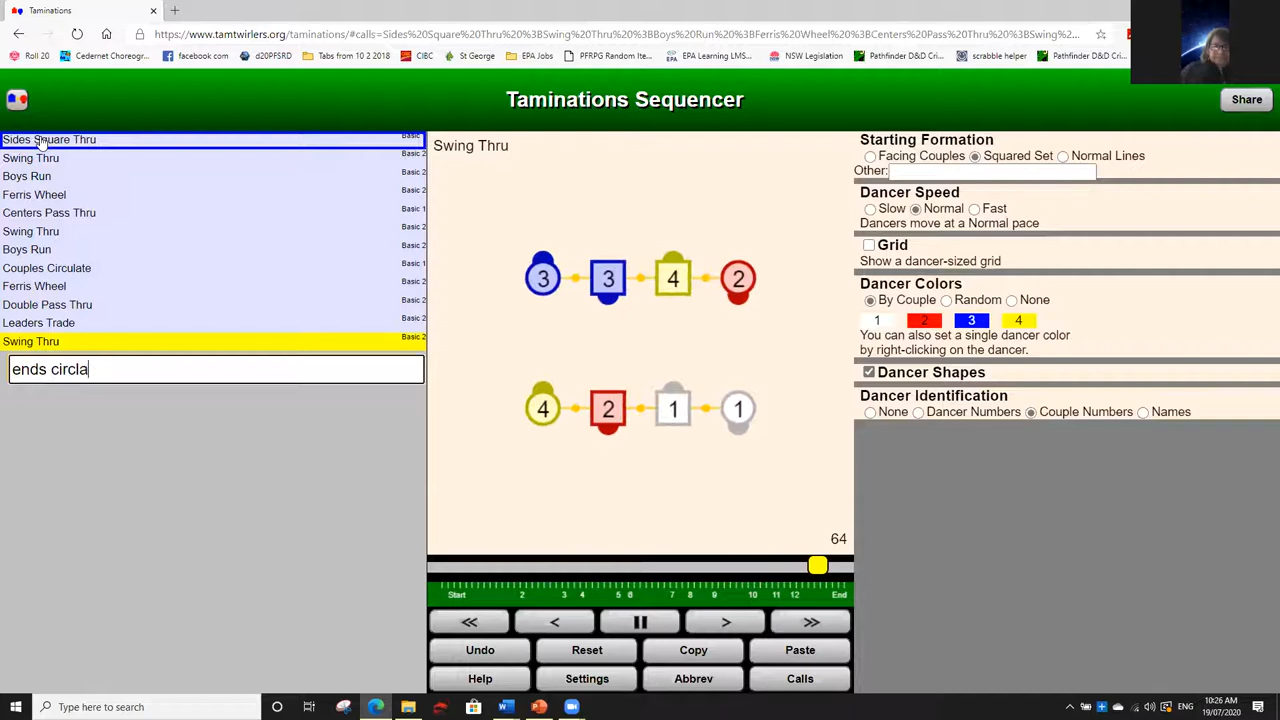 Taminations
https://www.tamtwirlers.org/taminations/#calls=Sides%20Square%20Thru%20%3BSwing%20Thru%20%3BBoys%20Run%20%3BFerris%20Wheel%20%3BCenters%20Pass%20Thru%20%3BSwing%2...
Roll 20
Cedernet Choreogr...
facebook.com
d20PFSRD
Tabs from 10 2 2018
CIBC
St George
EPA Jobs
PFRPG Random Ite...
EPA Learning LMS...
NSW Legislation
Pathfinder D&D Cri...
scrabble helper
Pathfinder D&D Cri...
Taminations Sequencer
Share
Sides Square Thru
Basic
Swing Thru
Basic 2
Boys Run
Basic 2
Ferris Wheel
Basic 2
Centers Pass Thru
Basic 1
Swing Thru
Basic 2
Boys Run
Basic 2
Couples Circulate
Basic 1
Ferris Wheel
Basic 2
Double Pass Thru
Basic 2
Leaders Trade
Basic 2
Swing Thru
Basic 2
ends circla
Swing Thru
3 3 4 2
4 2 1 1
64
Start 2 3 4 5 6 7 8 9 10 11 12 End
<< < > >>
Undo Reset Copy Paste
Help Settings Abbrev Calls
Starting Formation
Facing Couples Squared Set Normal Lines
Other:
Dancer Speed
Slow Normal Fast
Dancers move at a Normal pace
Grid
Show a dancer-sized grid
Dancer Colors
By Couple Random None
1 2 3 4
You can also set a single dancer color
by right-clicking on the dancer.
Dancer Shapes
Dancer Identification
None Dancer Numbers Couple Numbers Names
Type here to search
ENG
10:26 AM
19/07/2020